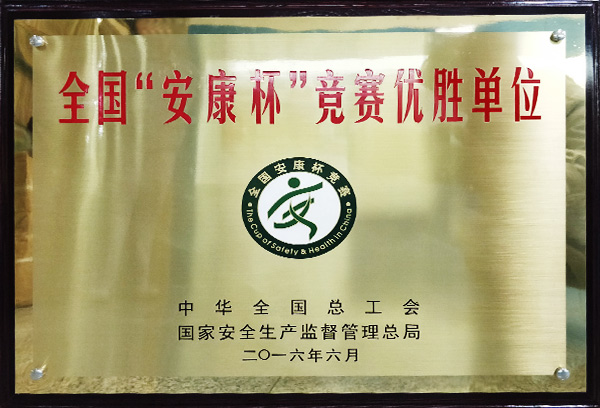 全国“安康杯”竞赛优胜单位
全国安康杯竞赛
The Cup of Safety & Health in China
中华全国总工会
国家安全生产监督管理总局
二〇一六年六月